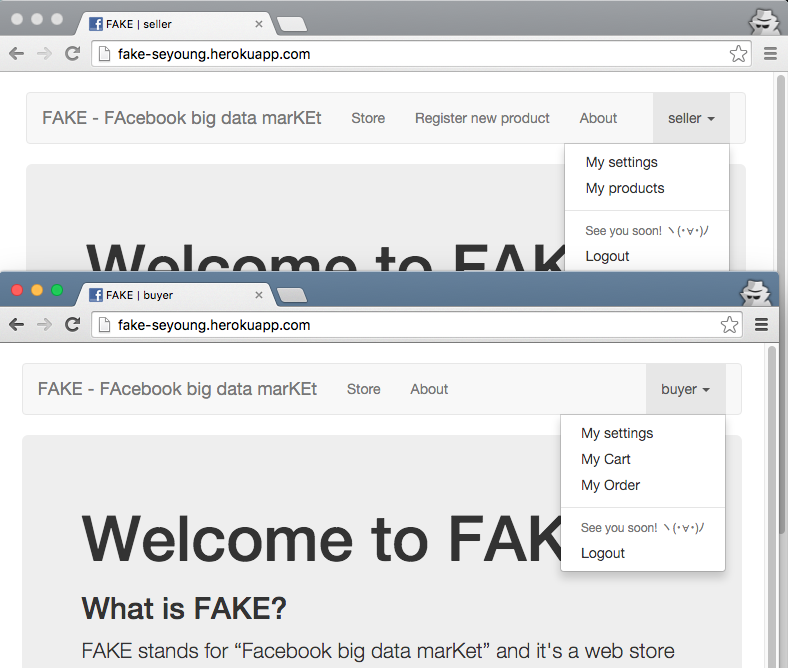 FAKE | seller
fake-seyoung.herokuapp.com
FAKE - FAcebook big data marKEt Store Register new product About seller
My settings
My products
See you soon! ヽ(･∀･)ﾉ
Logout
Welcome to FAK
FAKE | buyer
fake-seyoung.herokuapp.com
FAKE - FAcebook big data marKEt Store About buyer
My settings
My Cart
My Order
See you soon! ヽ(･∀･)ﾉ
Logout
Welcome to FAK
What is FAKE?
FAKE stands for “Facebook big data marKet” and it's a web store